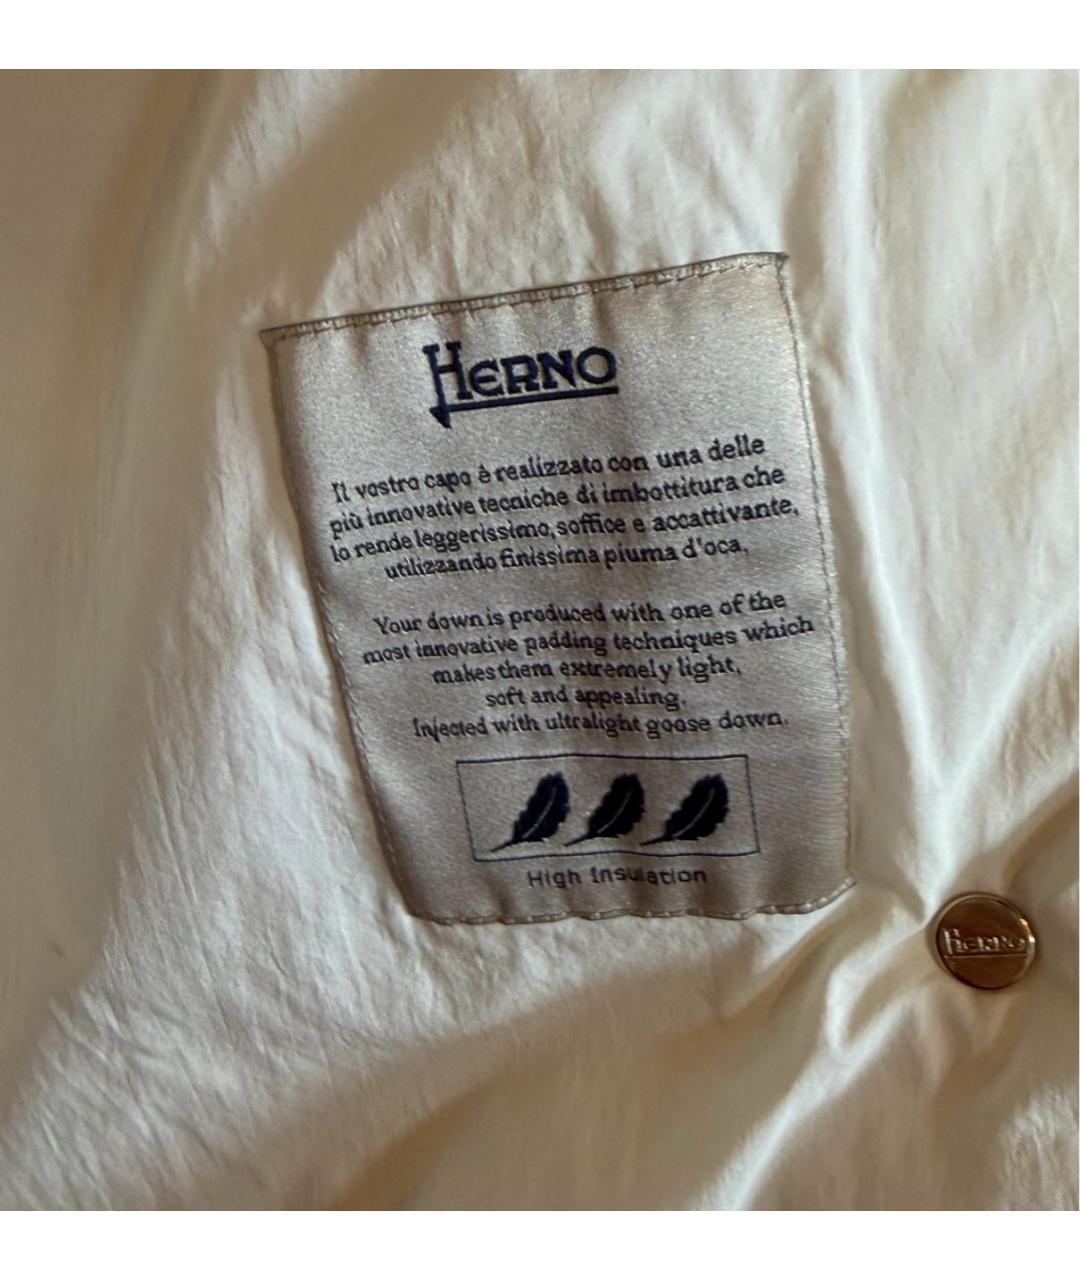 HERNO
Il vostro capo è realizzato con una delle
più innovative tecniche di imbottitura che
lo rende leggerissimo, soffice e accattivante,
utilizzando finissima piuma d'oca.
Your down is produced with one of the
most innovative padding techniques which
makes them extremely light,
soft and appealing.
Injected with ultralight goose down.
High Insulation
HERNO